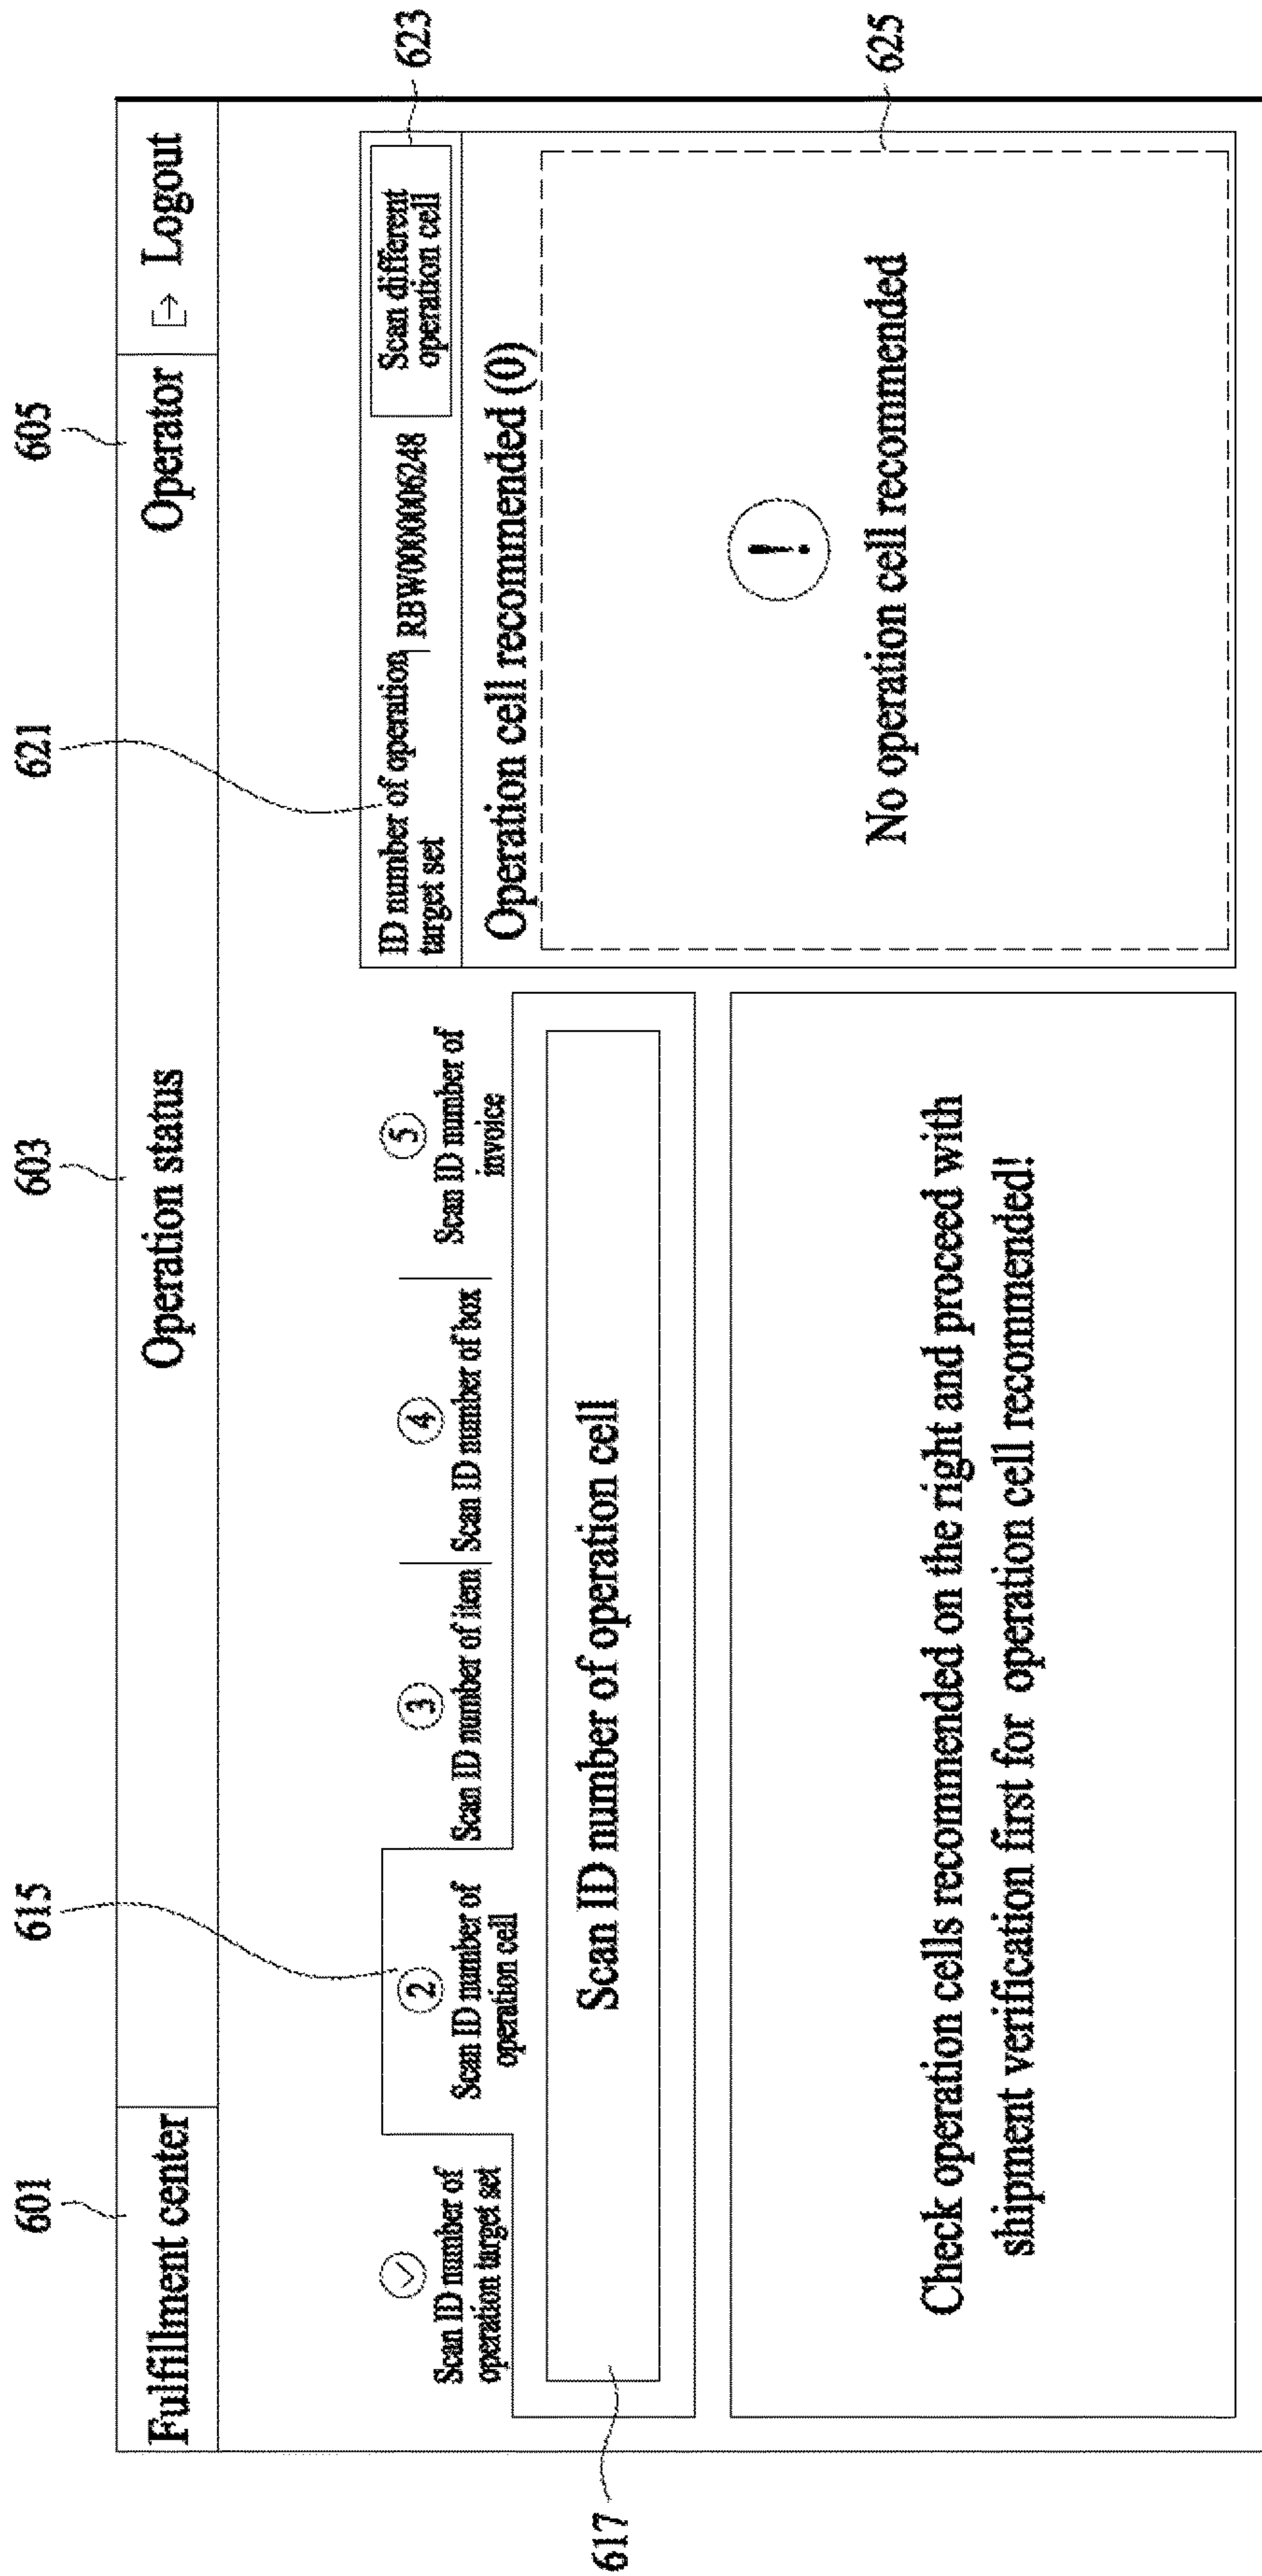 601
615
603
621
605
Fulfillment center
Operation status
Operator
Logout
Scan ID number of
operation target set
2
Scan ID number of
operation cell
3
Scan ID number of item
4
Scan ID number of box
5
Scan ID number of
invoice
617
Scan ID number of operation cell
Check operation cells recommended on the right and proceed with
shipment verification first for operation cell recommended!
ID number of operation
target set
RBW0000006248
Scan different
operation cell
623
Operation cell recommended (0)
!
No operation cell recommended
625